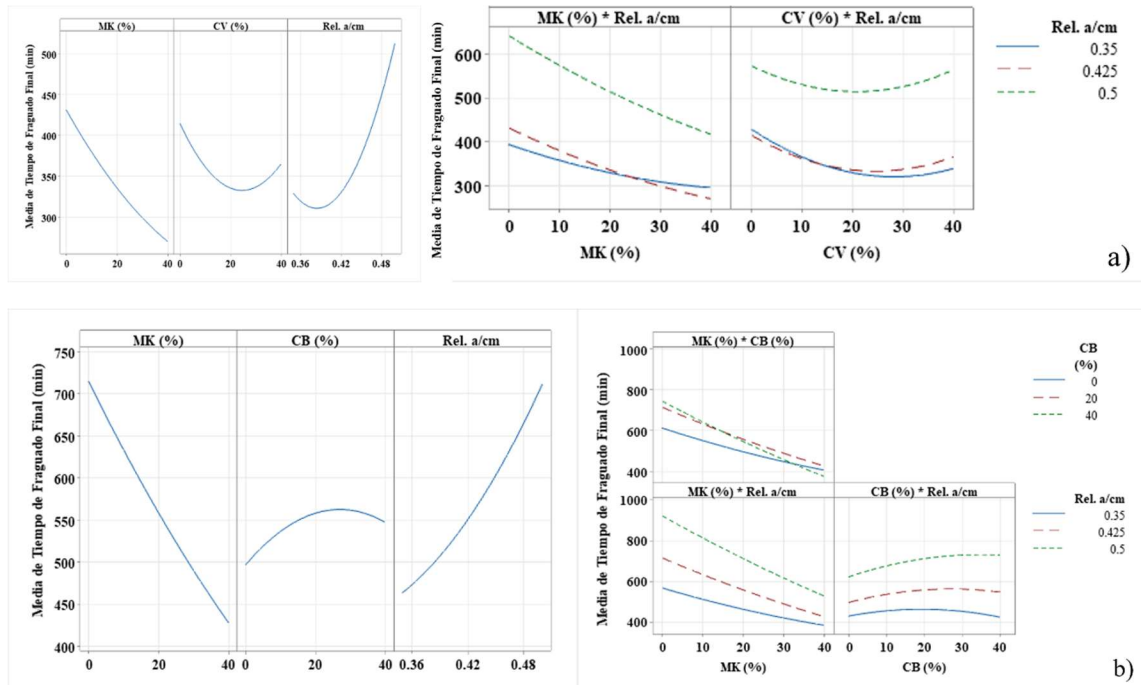 MK (%) CV (%) Rel. a/cm
Media de Tiempo de Fraguado Final (min)
500
450
400
350
300
0 20 40 0 20 40 0.36 0.42 0.48
MK (%) * Rel. a/cm CV (%) * Rel. a/cm
Media de Tiempo de Fraguado Final (min)
600
500
400
300
0 10 20 30 40 0 10 20 30 40
MK (%) CV (%)
Rel. a/cm
0.35
0.425
0.5
a)
MK (%) CB (%) Rel. a/cm
Media de Tiempo de Fraguado Final (min)
750
700
650
600
550
500
450
400
0 20 40 0 20 40 0.36 0.42 0.48
Media de Tiempo de Fraguado Final (min)
MK (%) * CB (%)
1000
800
600
400
MK (%) * Rel. a/cm CB (%) * Rel. a/cm
1000
800
600
400
0 10 20 30 40 0 10 20 30 40
MK (%) CB (%)
CB
(%)
0
20
40
Rel. a/cm
0.35
0.425
0.5
b)